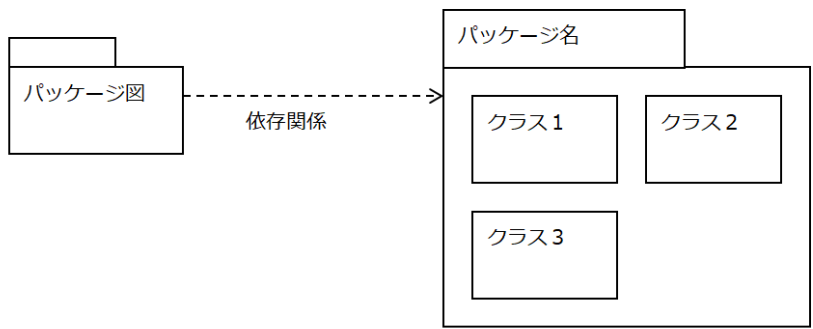 パッケージ名
パッケージ図
依存関係
クラス１
クラス２
クラス３